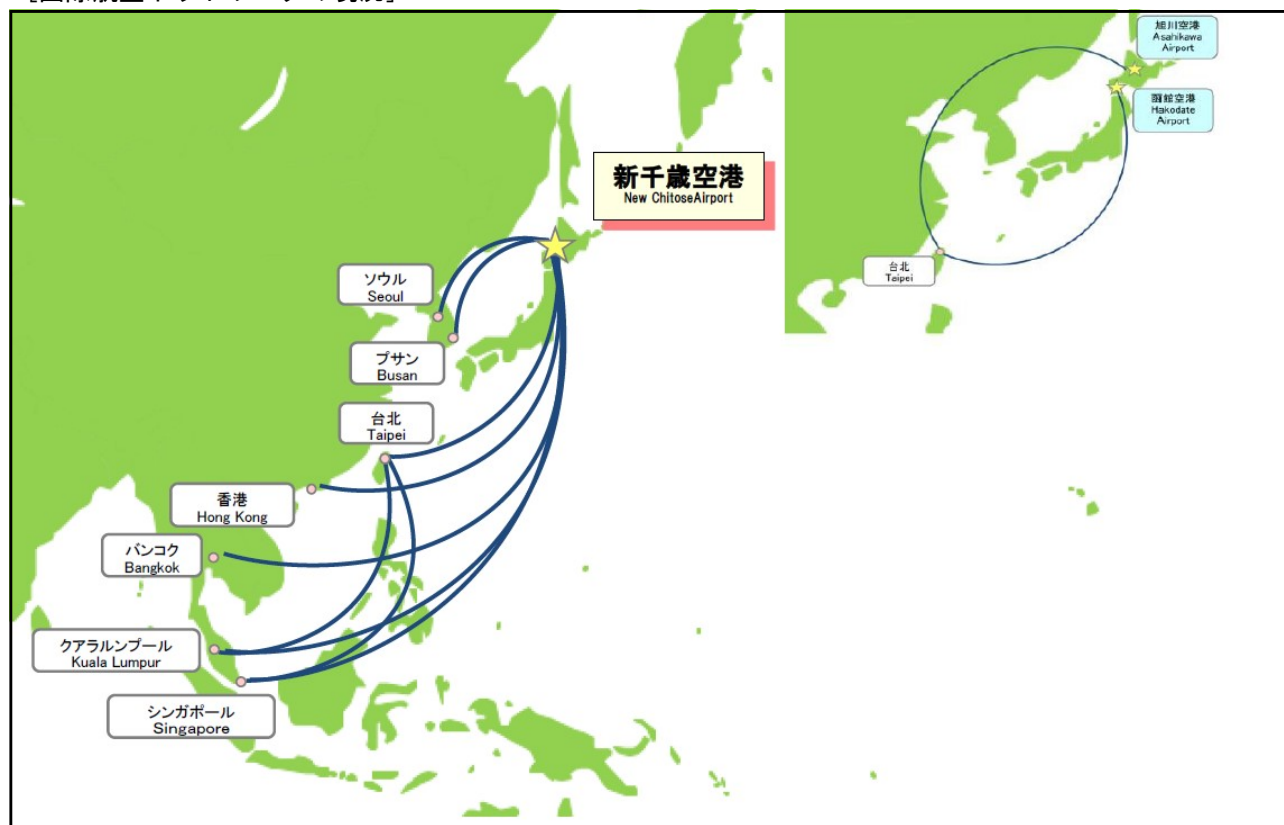 新千歳空港
New ChitoseAirport
ソウル
Seoul
プサン
Busan
台北
Taipei
香港
Hong Kong
バンコク
Bangkok
クアラルンプール
Kuala Lumpur
シンガポール
Singapore
旭川空港
Asahikawa
Airport
函館空港
Hakodate
Airport
台北
Taipei